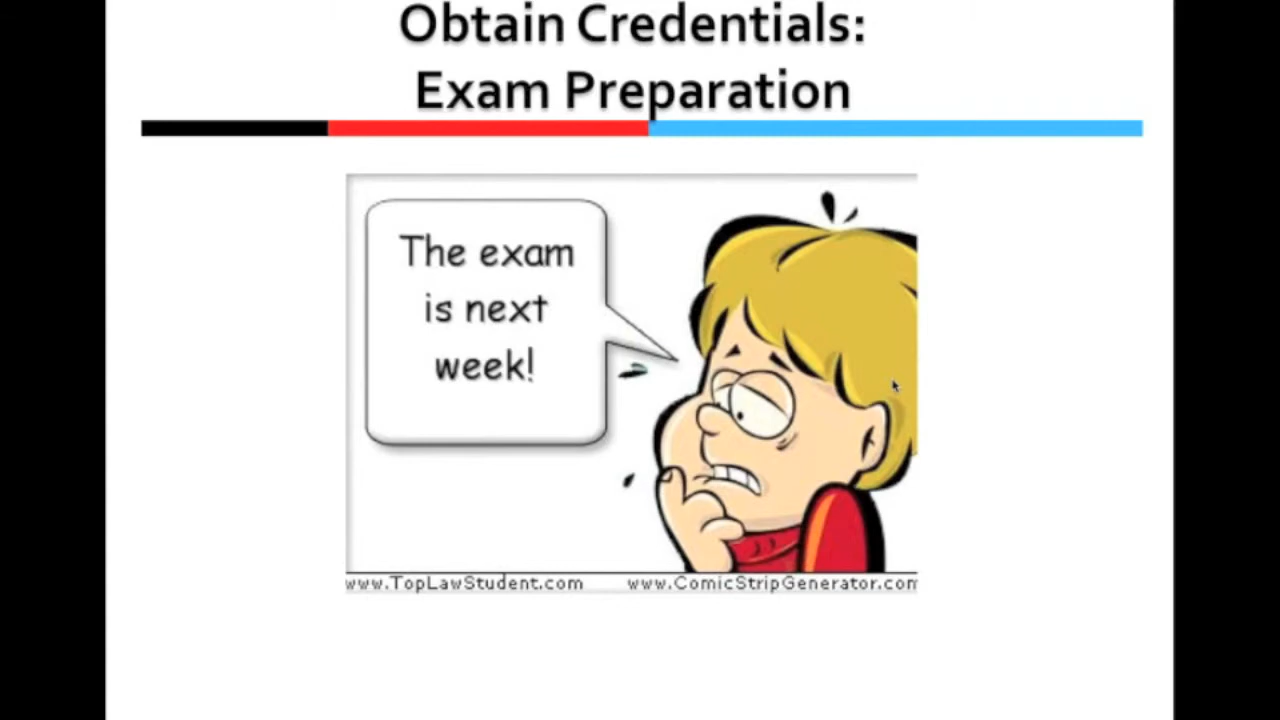 Obtain Credentials:
Exam Preparation
The exam
is next
week!
www.TopLawStudent.com www.ComicStripGenerator.com